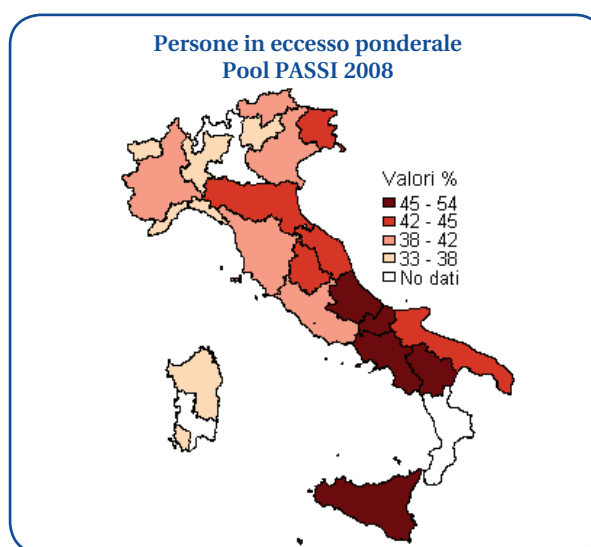 Persone in eccesso ponderale
Pool PASSI 2008
Valori %
45 - 54
42 - 45
38 - 42
33 - 38
No dati